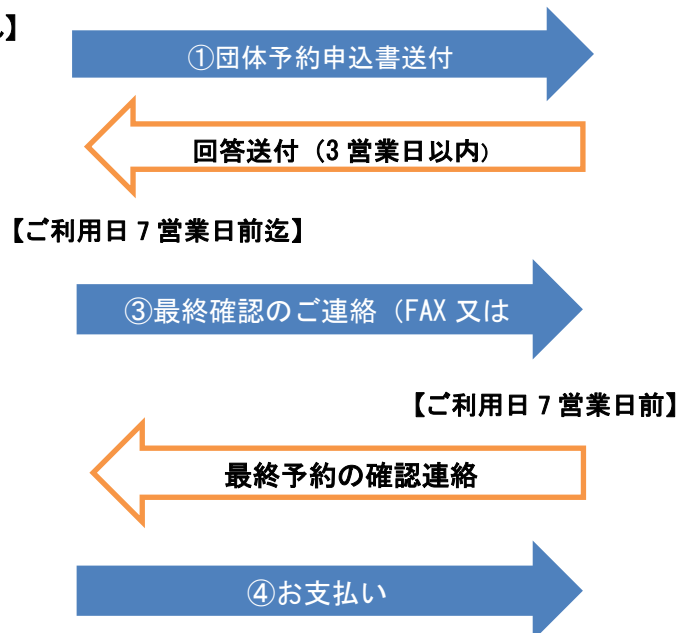 】
①団体予約申込書送付
回答送付（3 営業日以内）
【ご利用日 7 営業日前迄】
③最終確認のご連絡（FAX 又は
【ご利用日 7 営業日前】
最終予約の確認連絡
④お支払い